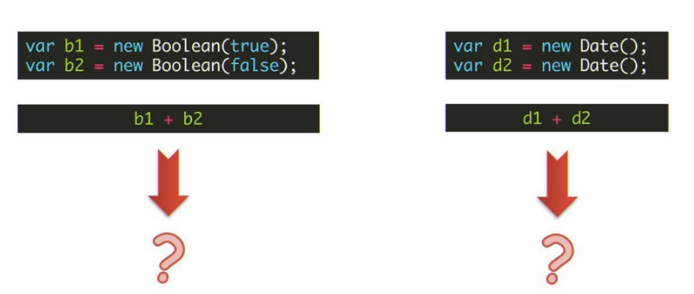 var b1 = new Boolean(true);
var b2 = new Boolean(false);
b1 + b2
?
var d1 = new Date();
var d2 = new Date();
d1 + d2
?